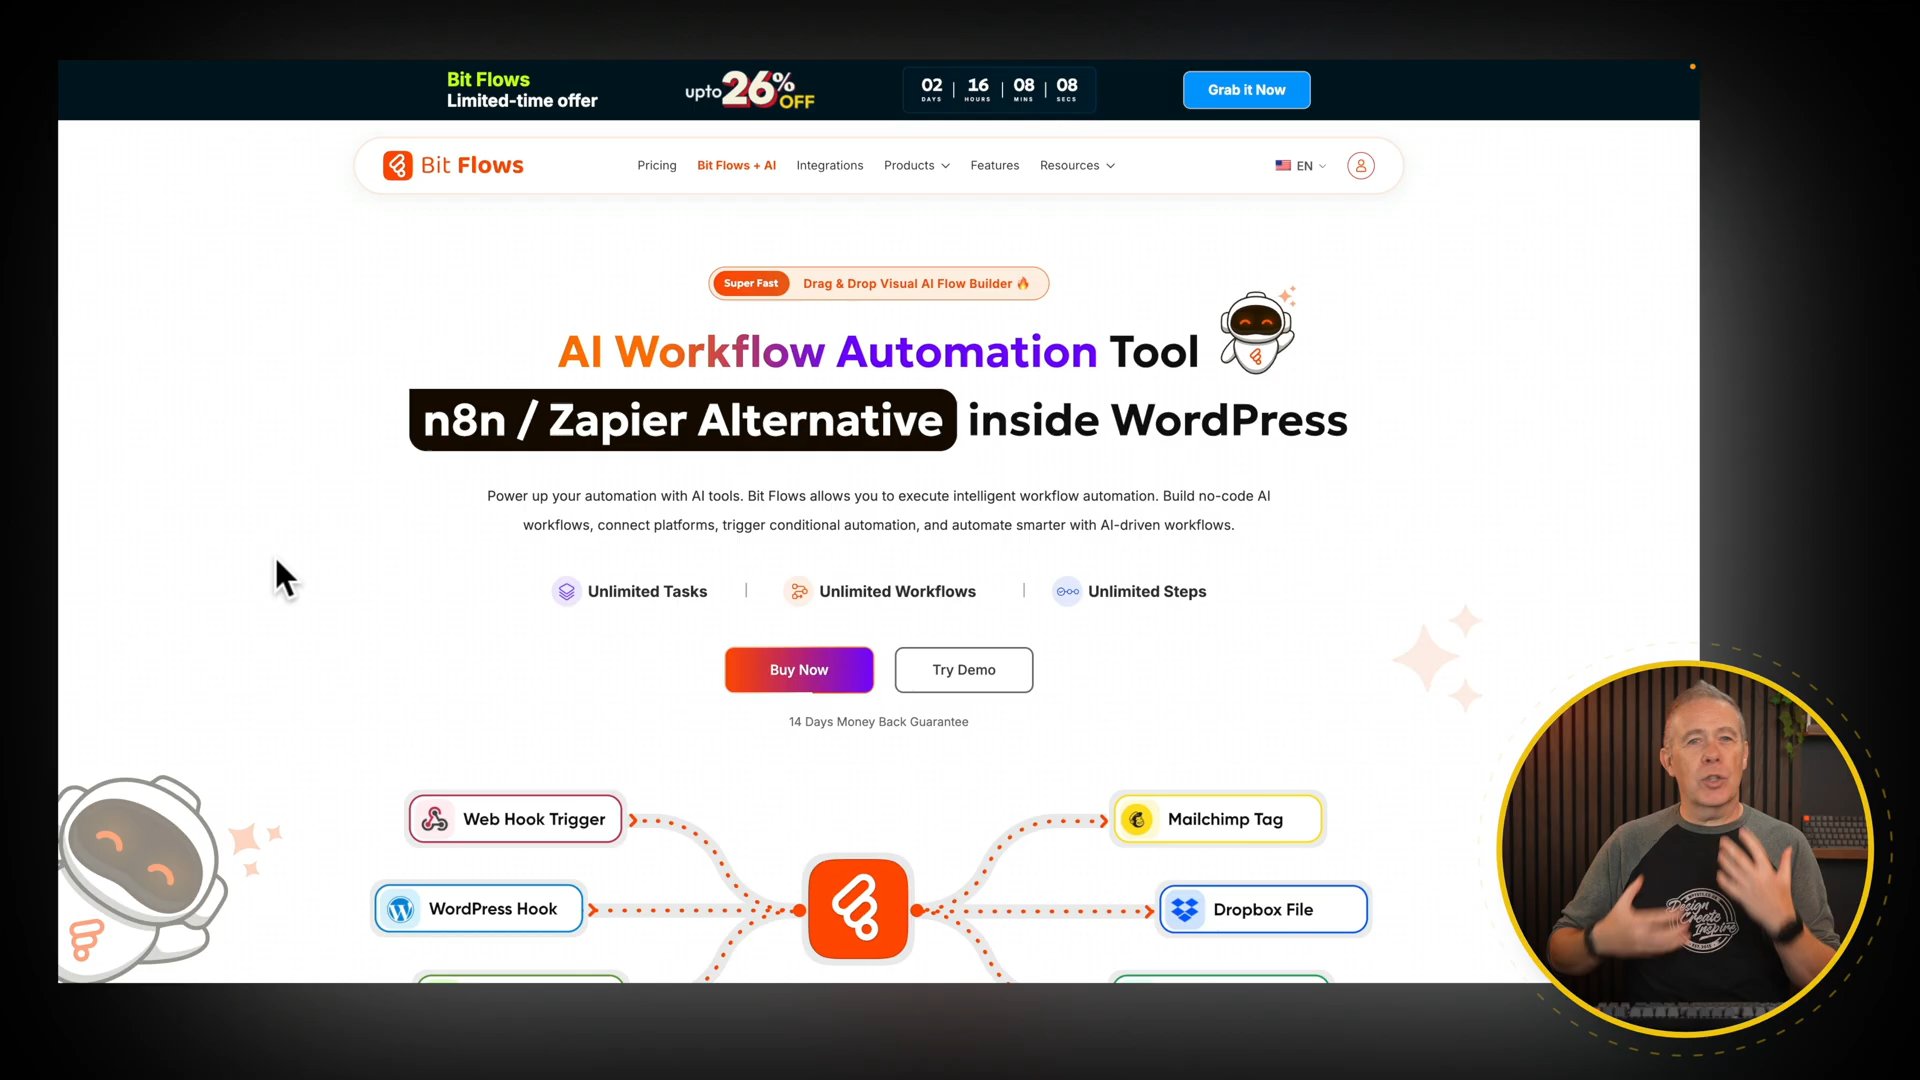 Bit Flows
Limited-time offer
upto 26% OFF
02 | 16 | 08 | 08
DAYS HOURS MINS SECS
Grab it Now
Bit Flows
Pricing
Bit Flows + AI
Integrations
Products
Features
Resources
EN
Super Fast
Drag & Drop Visual AI Flow Builder
AI Workflow Automation Tool
n8n / Zapier Alternative inside WordPress
Power up your automation with AI tools. Bit Flows allows you to execute intelligent workflow automation. Build no-code AI
workflows, connect platforms, trigger conditional automation, and automate smarter with AI-driven workflows.
Unlimited Tasks | Unlimited Workflows | Unlimited Steps
Buy Now
Try Demo
14 Days Money Back Guarantee
Web Hook Trigger
Mailchimp Tag
WordPress Hook
Dropbox File
Design
Create
Inspire